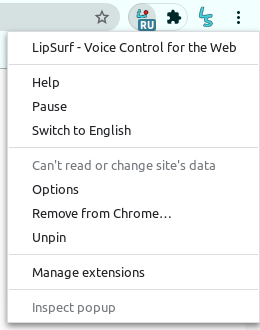 RU
LipSurf - Voice Control for the Web
Help
Pause
Switch to English
Can't read or change site's data
Options
Remove from Chrome…
Unpin
Manage extensions
Inspect popup